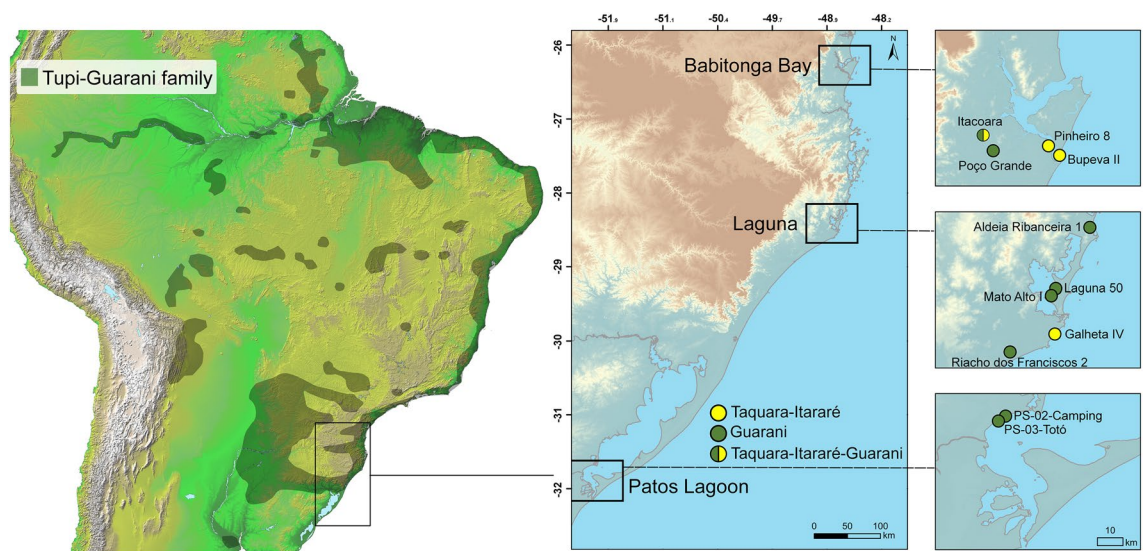 Tupi-Guarani family
-51.9 -51.1 -50.4 -49.7 -48.9 -48.2
-26
-27
-28
-29
-30
-31
-32
N
Babitonga Bay
Laguna
Patos Lagoon
Taquara-Itararé
Guarani
Taquara-Itararé-Guarani
0 50 100
km
Itacoara
Pinheiro 8
Poço Grande
Bupeva II
Aldeia Ribanceira 1
Laguna 50
Mato Alto I
Galheta IV
Riacho dos Franciscos 2
PS-02-Camping
PS-03-Totó
10
km